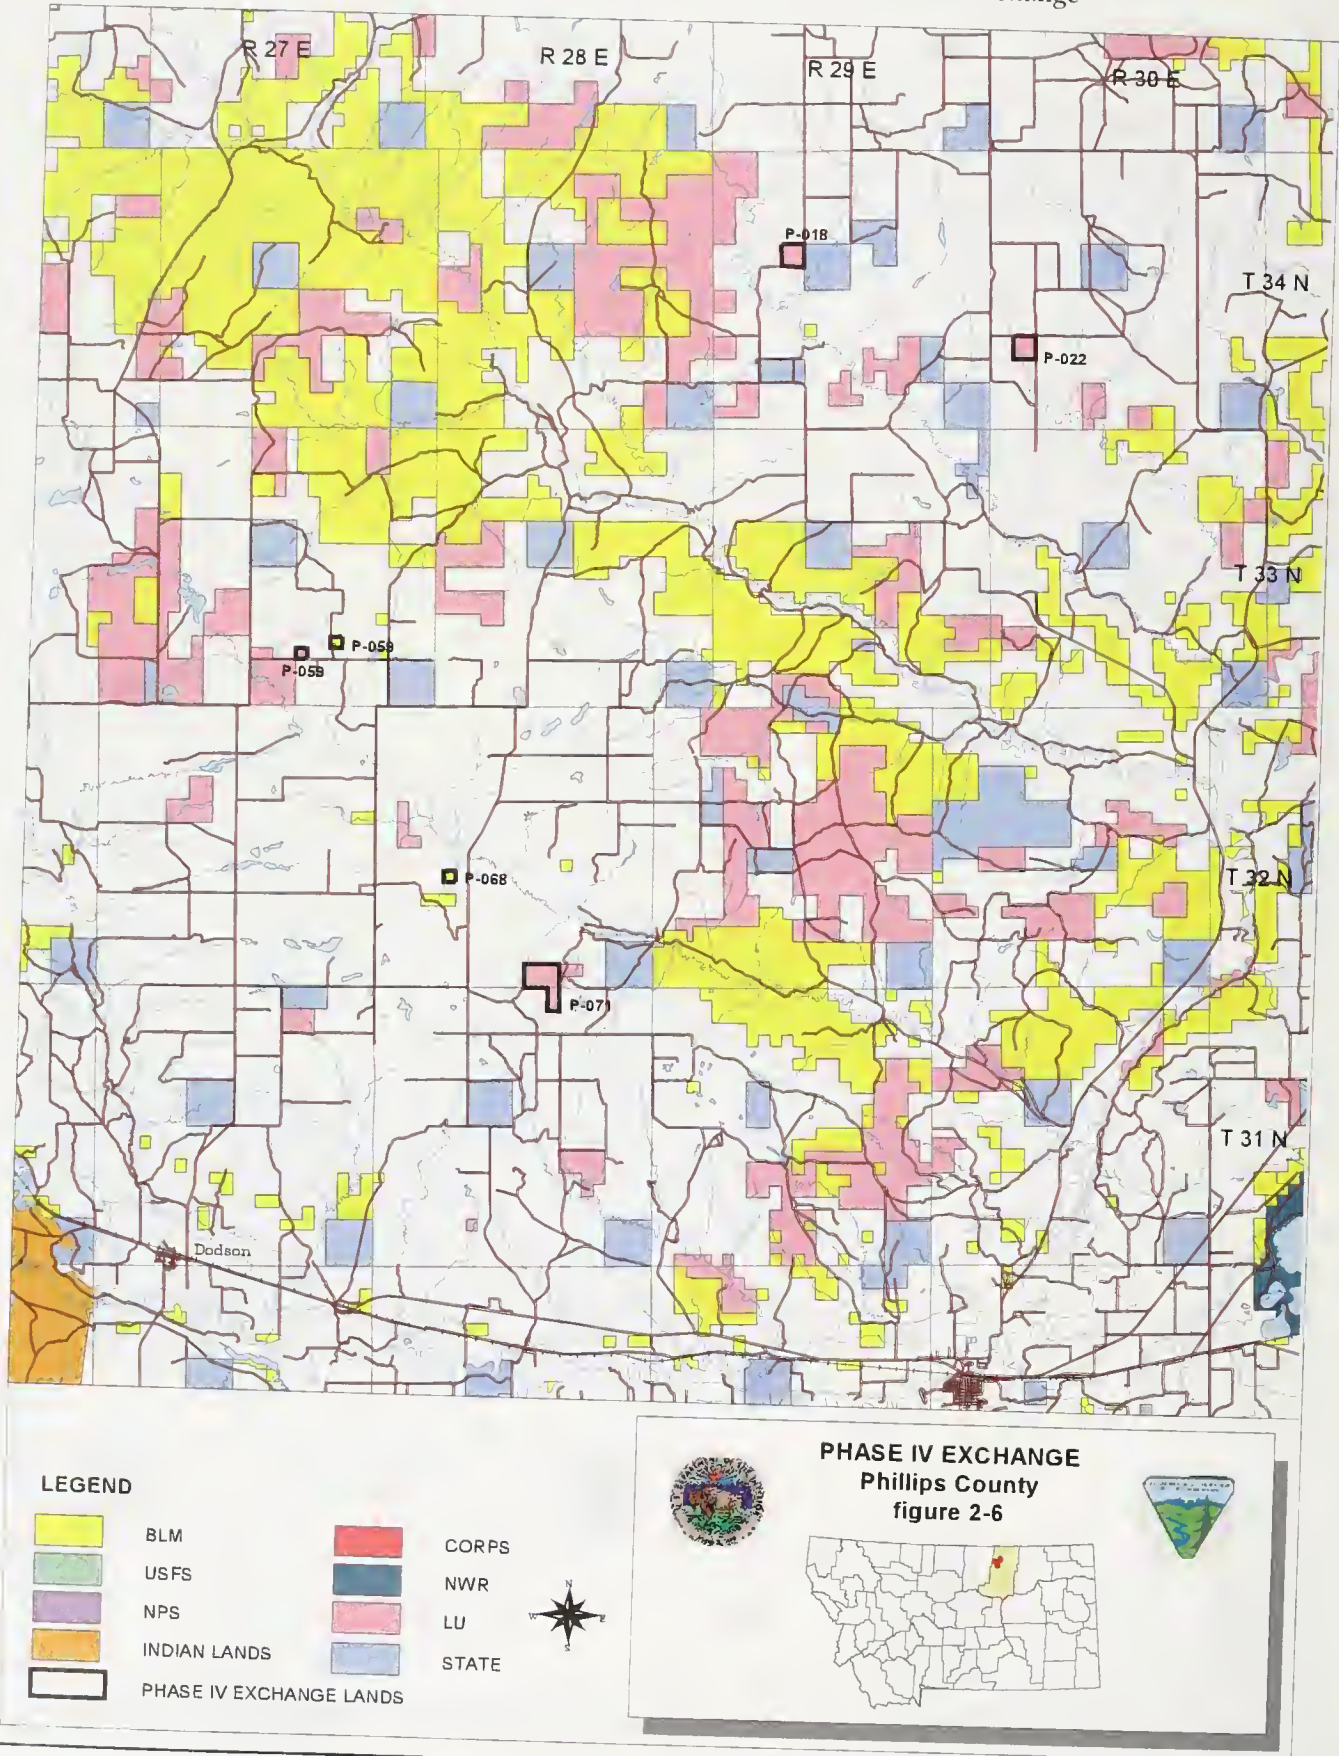 R 27 E
R 28 E
R 29 E
R 30 E
P-018
T 34 N
P-022
T 33 N
P-059
P-059
P-068
T 32 N
P-071
T 31 N
Dodson
LEGEND
BLM
USFS
NPS
INDIAN LANDS
PHASE IV EXCHANGE LANDS
CORPS
NWR
LU
STATE
N
W
E
S
PHASE IV EXCHANGE
Phillips County
figure 2-6